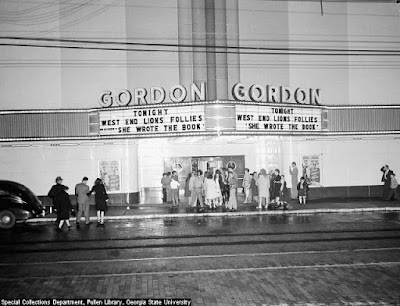 GORDON
TONIGHT
WEST END LIONS FOLLIES
"SHE WROTE THE BOOK"
GORDON
TONIGHT
WEST END LIONS FOLLIES
"SHE WROTE THE BOOK"
Special Collections Department, Pullen Library, Georgia State University